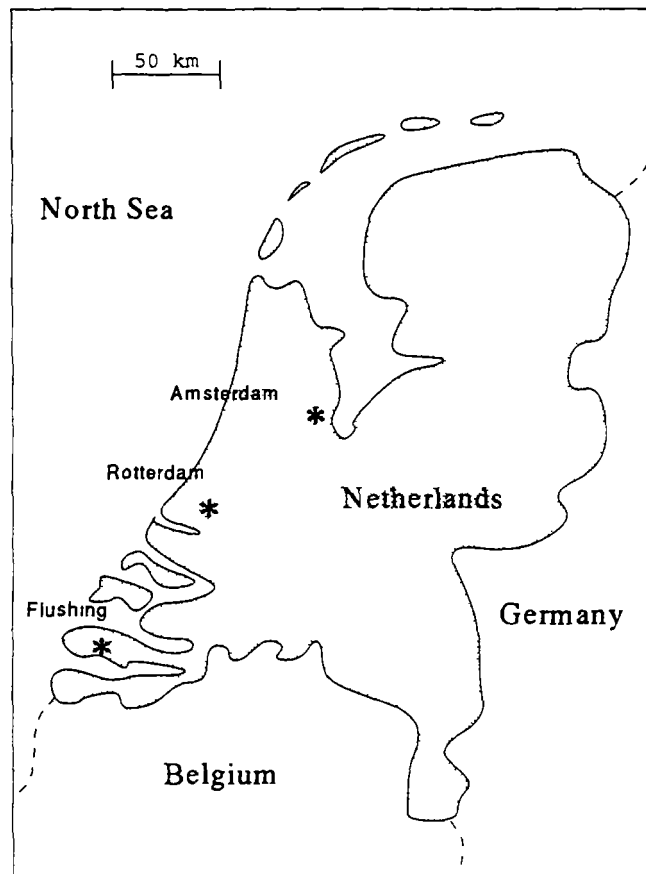 50 km
North Sea
Amsterdam
*
Rotterdam
*
Netherlands
Flushing
*
Germany
Belgium